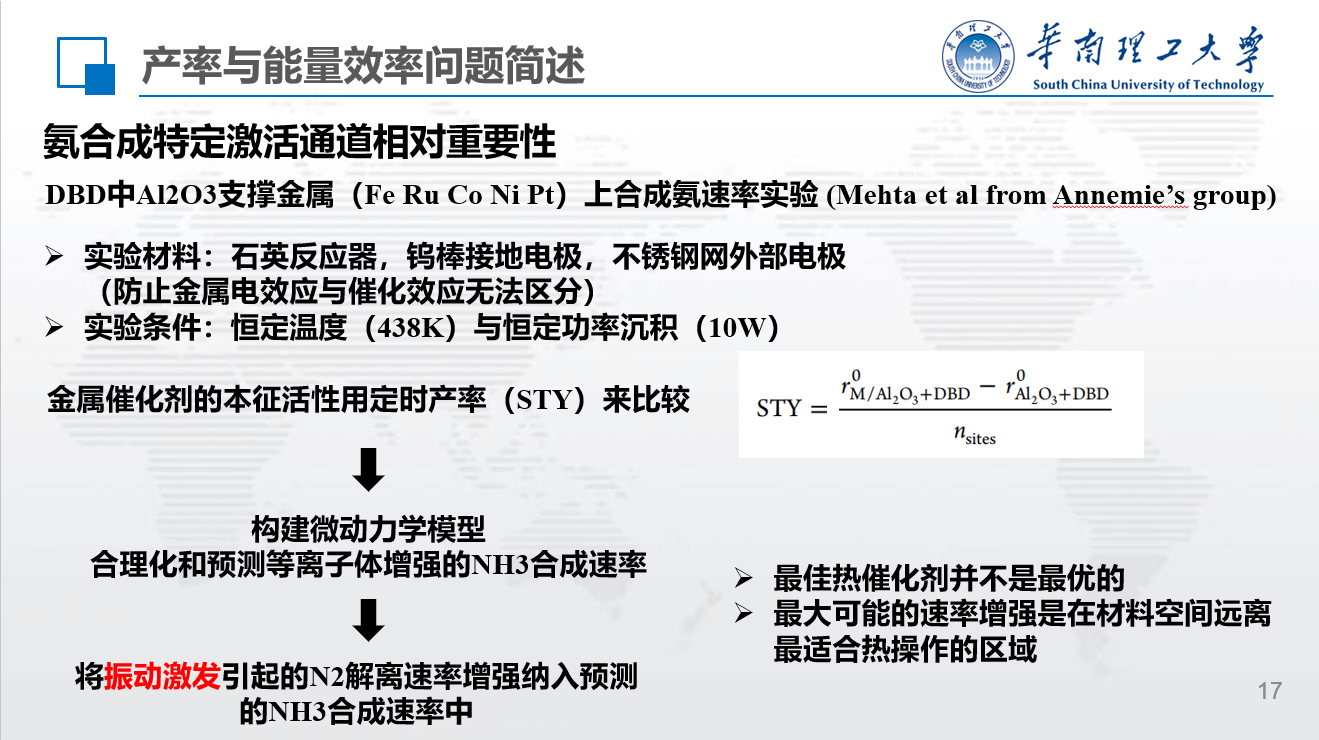 产率与能量效率问题简述
华南理工大学
South China University of Technology
氨合成特定激活通道相对重要性
DBD中Al2O3支撑金属（Fe Ru Co Ni Pt）上合成氨速率实验 (Mehta et al from Annemie’s group)
➢ 实验材料：石英反应器，钨棒接地电极，不锈钢网外部电极
（防止金属电效应与催化效应无法区分）
➢ 实验条件：恒定温度（438K）与恒定功率沉积（10W）
金属催化剂的本征活性用定时产率（STY）来比较
STY = (r⁰_M/Al₂O₃+DBD − r⁰_Al₂O₃+DBD) / n_sites
构建微动力学模型
合理化和预测等离子体增强的NH3合成速率
将振动激发引起的N2解离速率增强纳入预测
的NH3合成速率中
➢ 最佳热催化剂并不是最优的
➢ 最大可能的速率增强是在材料空间远离
最适合热操作的区域
17